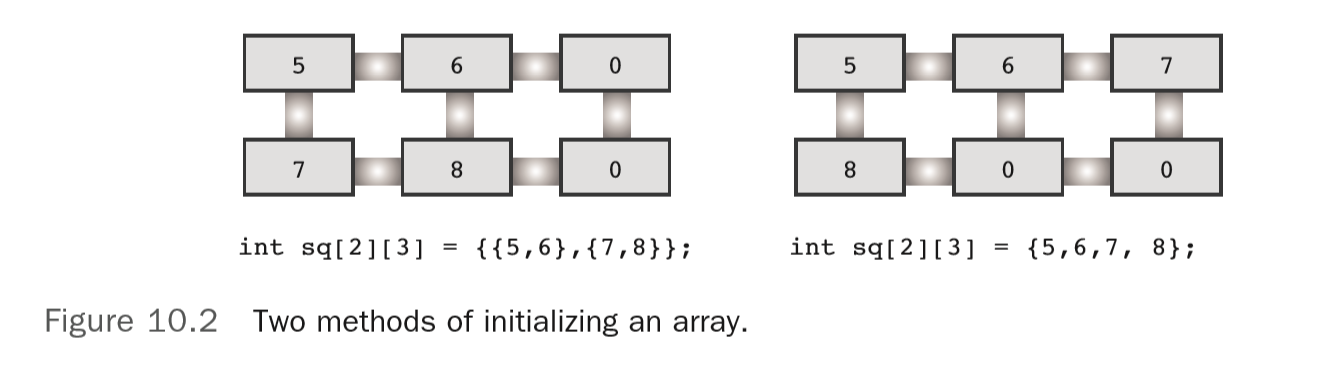 5 6 0
7 8 0
int sq[2][3] = {{5,6},{7,8}};
5 6 7
8 0 0
int sq[2][3] = {5,6,7, 8};
Figure 10.2 Two methods of initializing an array.